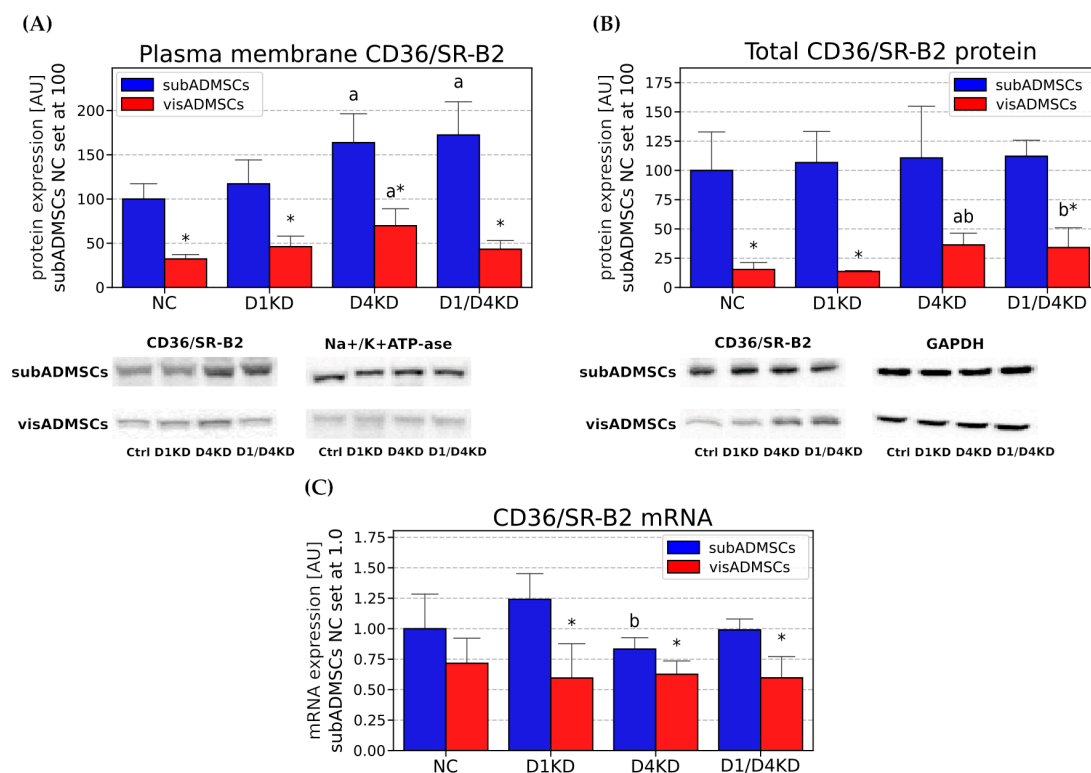 (A)
Plasma membrane CD36/SR-B2
protein expression [AU]
subADMSCs NC set at 100
subADMSCs
visADMSCs
200
150
100
50
0
a
a
a*
*
*
*
NC
D1KD
D4KD
D1/D4KD
CD36/SR-B2
Na+/K+ATP-ase
subADMSCs
visADMSCs
Ctrl D1KD D4KD D1/D4KD
Ctrl D1KD D4KD D1/D4KD
(B)
Total CD36/SR-B2 protein
protein expression [AU]
subADMSCs NC set at 100
subADMSCs
visADMSCs
175
150
125
100
75
50
25
0
*
*
ab
b*
NC
D1KD
D4KD
D1/D4KD
CD36/SR-B2
GAPDH
subADMSCs
visADMSCs
Ctrl D1KD D4KD D1/D4KD
Ctrl D1KD D4KD D1/D4KD
(C)
CD36/SR-B2 mRNA
mRNA expression [AU]
subADMSCs NC set at 1.0
subADMSCs
visADMSCs
1.75
1.50
1.25
1.00
0.75
0.50
0.25
0.00
*
b
*
*
NC
D1KD
D4KD
D1/D4KD